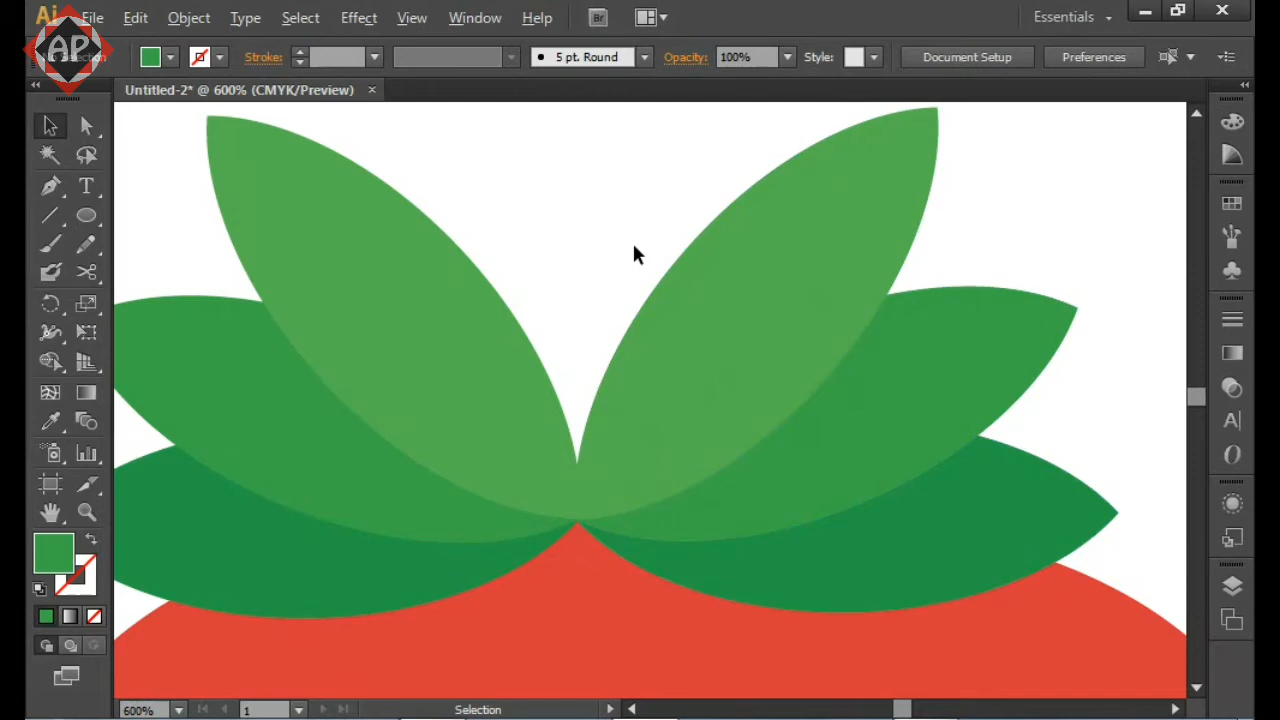 Ai File Edit Object Type Select Effect View Window Help Br Essentials
AP Selection Stroke: 5 pt. Round Opacity: 100% Style: Document Setup Preferences
Untitled-2* @ 600% (CMYK/Preview)
600% 1 Selection